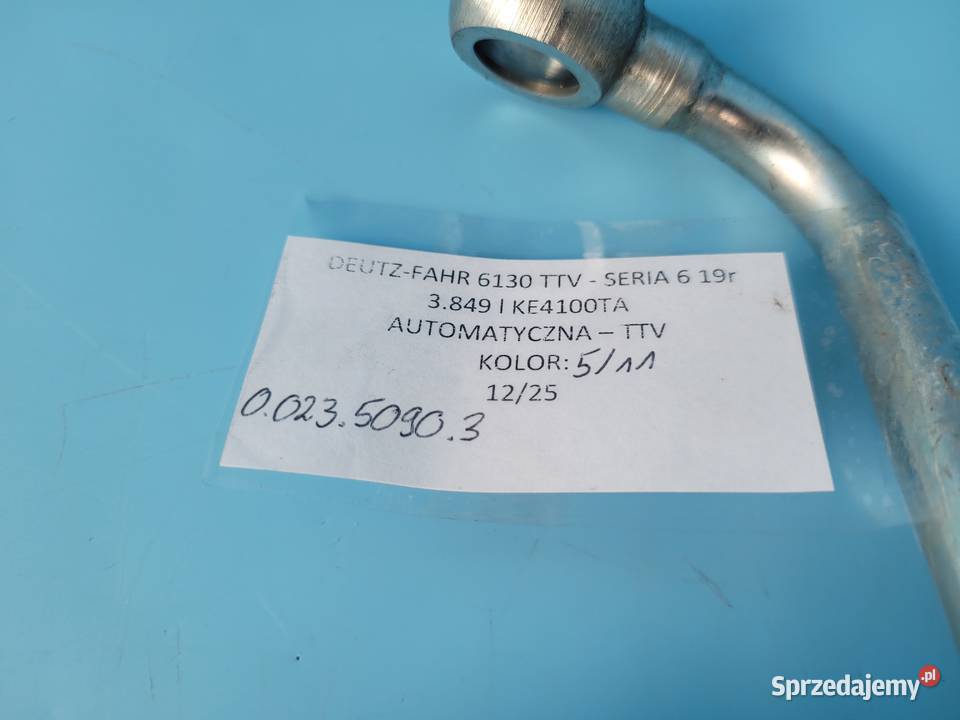 DEUTZ-FAHR 6130 TTV - SERIA 6 19r
3.849 l KE4100TA
AUTOMATYCZNA – TTV
KOLOR: 5/11
12/25
0.023.5090.3
Sprzedajemy.pl